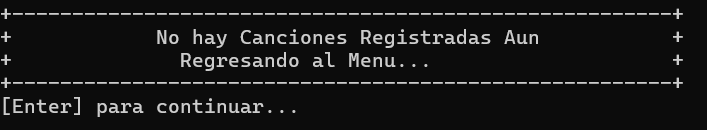 +-------------------------------------------------------+
+            No hay Canciones Registradas Aun           +
+              Regresando al Menu...                    +
+-------------------------------------------------------+
[Enter] para continuar...